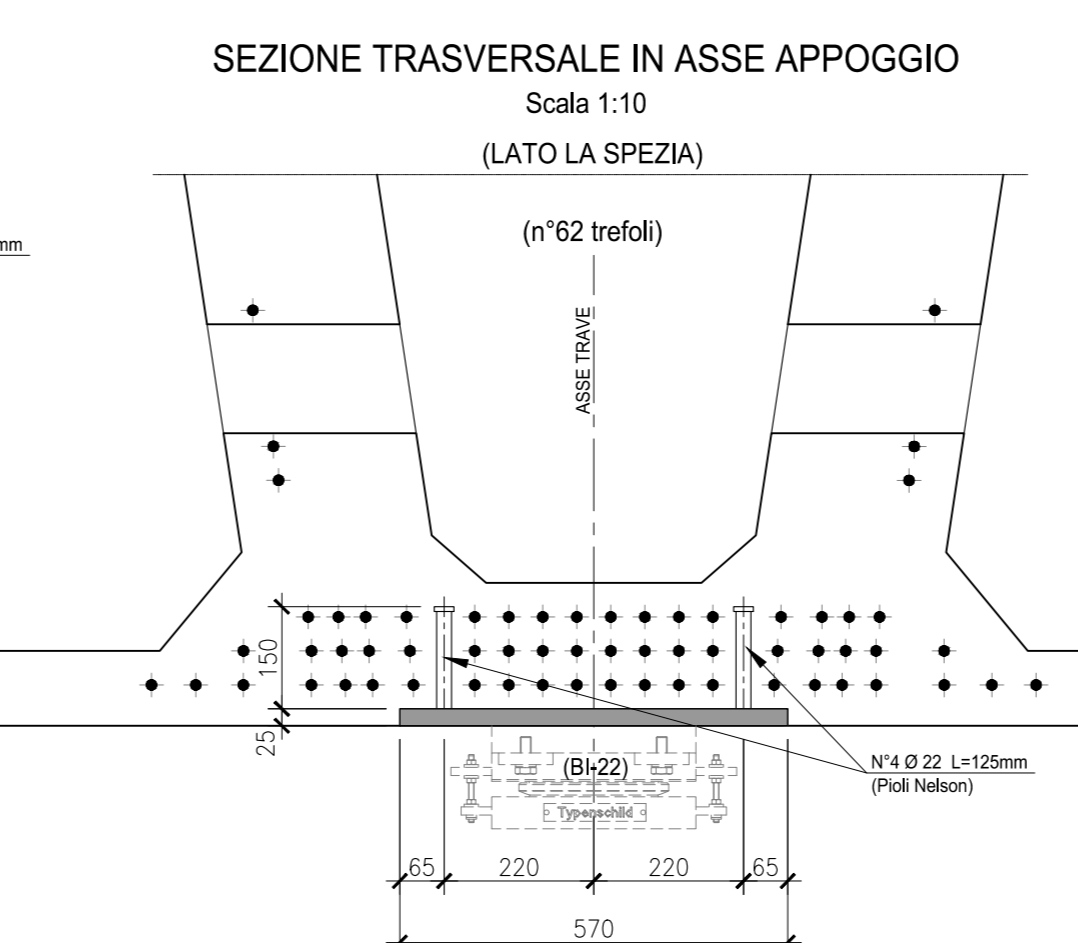 SEZIONE TRASVERSALE IN ASSE APPOGGIO
Scala 1:10
(LATO LA SPEZIA)
(n°62 trefoli)
mm
ASSE TRAVE
150
25
(BI-22)
Typenschild
N°4 Ø 22 L=125mm
(Pioli Nelson)
65
220
220
65
570